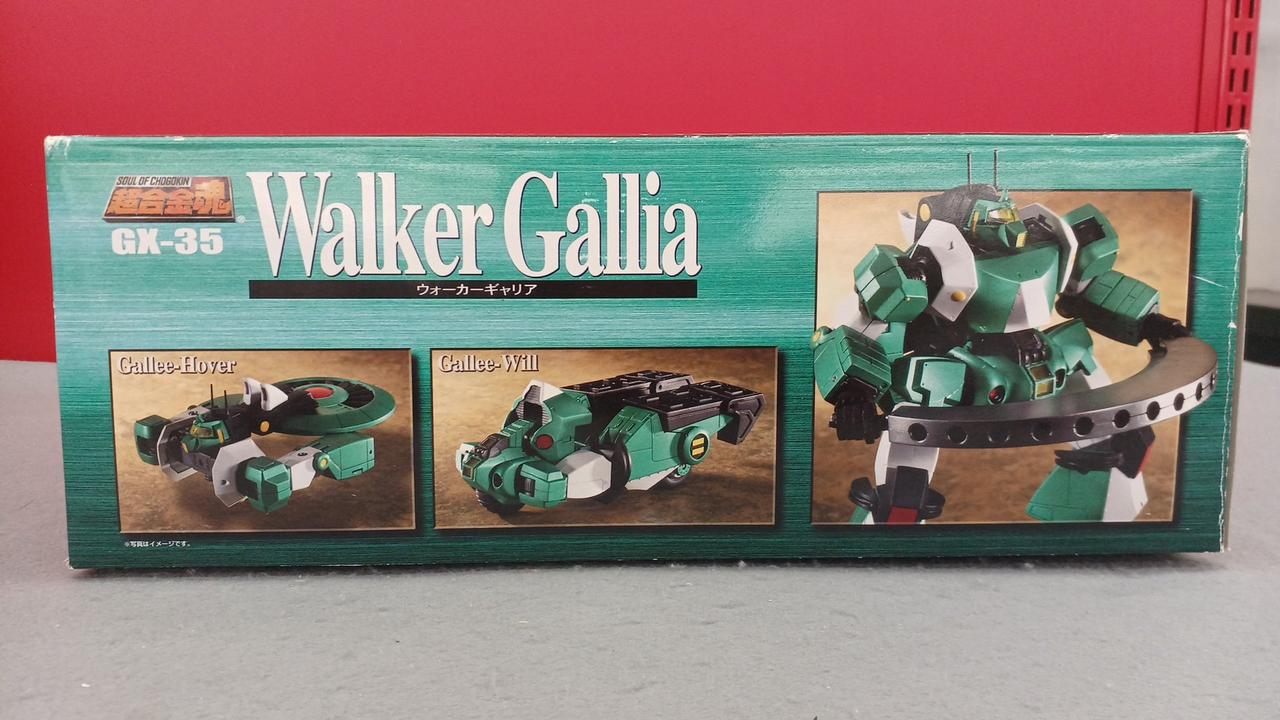 SOUL OF CHOGOKIN
超合金魂
GX-35
Walker Gallia
ウォーカーギャリア
Gallee-Hover
Gallee-Will
※写真はイメージです。